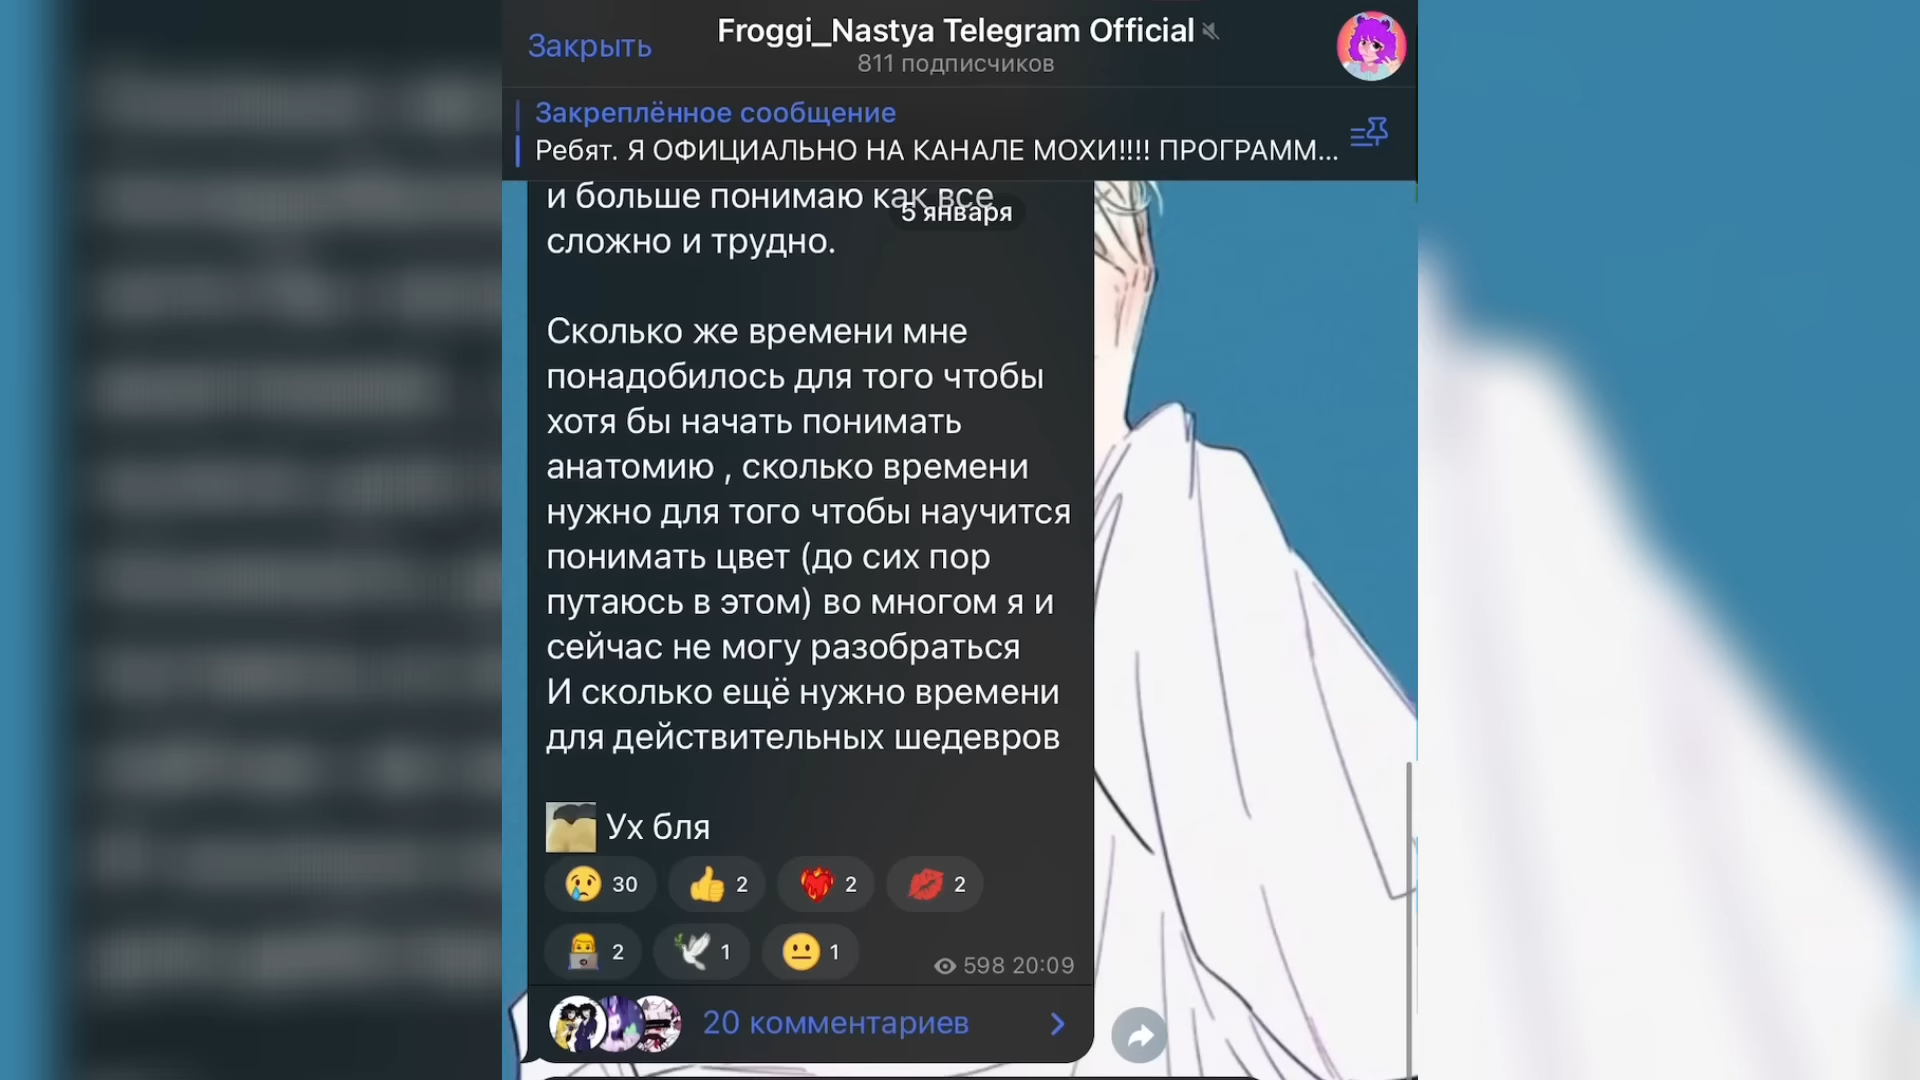 Закрыть
Froggi_Nastya Telegram Official
811 подписчиков
Закреплённое сообщение
Ребят. Я ОФИЦИАЛЬНО НА КАНАЛЕ МОХИ!!!! ПРОГРАММ...
и больше понимаю как все
5 января
сложно и трудно.
Сколько же времени мне
понадобилось для того чтобы
хотя бы начать понимать
анатомию , сколько времени
нужно для того чтобы научится
понимать цвет (до сих пор
путаюсь в этом) во многом я и
сейчас не могу разобраться
И сколько ещё нужно времени
для действительных шедевров
Ух бля
30 2 2 2
2 1 1
598 20:09
20 комментариев